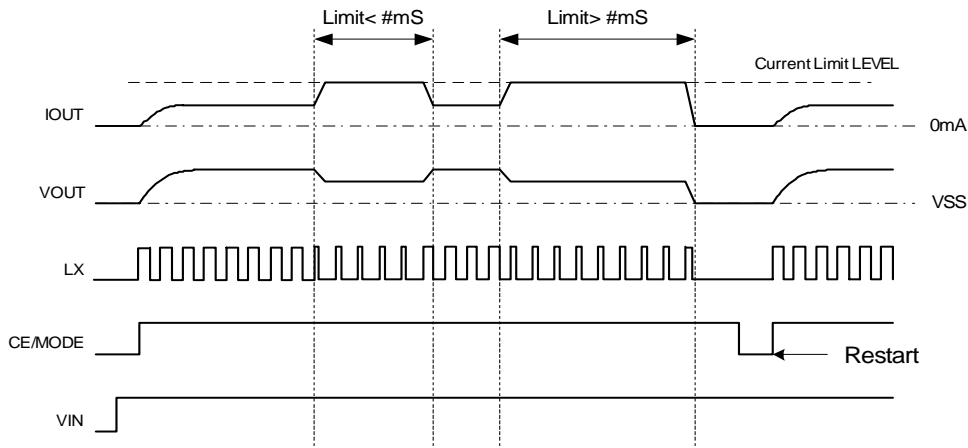 Limit< #mS
Limit> #mS
Current Limit LEVEL
IOUT
0mA
VOUT
VSS
LX
CE/MODE
Restart
VIN